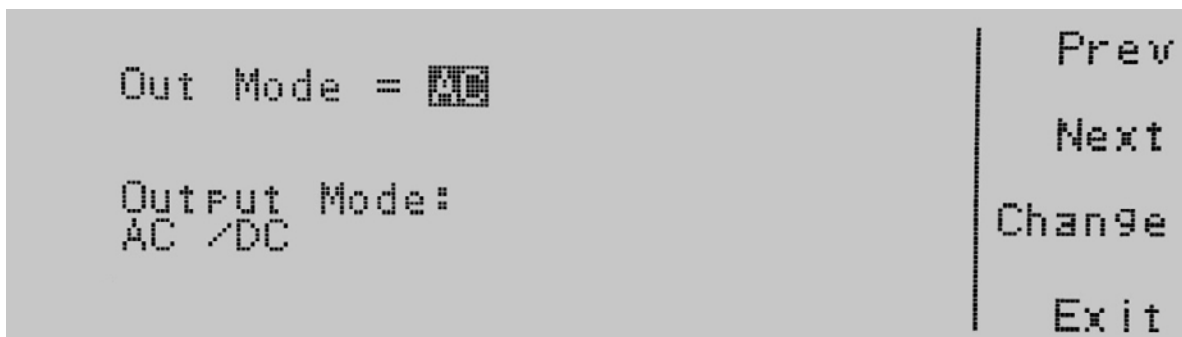 Out Mode = AC
Output Mode:
AC /DC
Prev
Next
Change
Exit